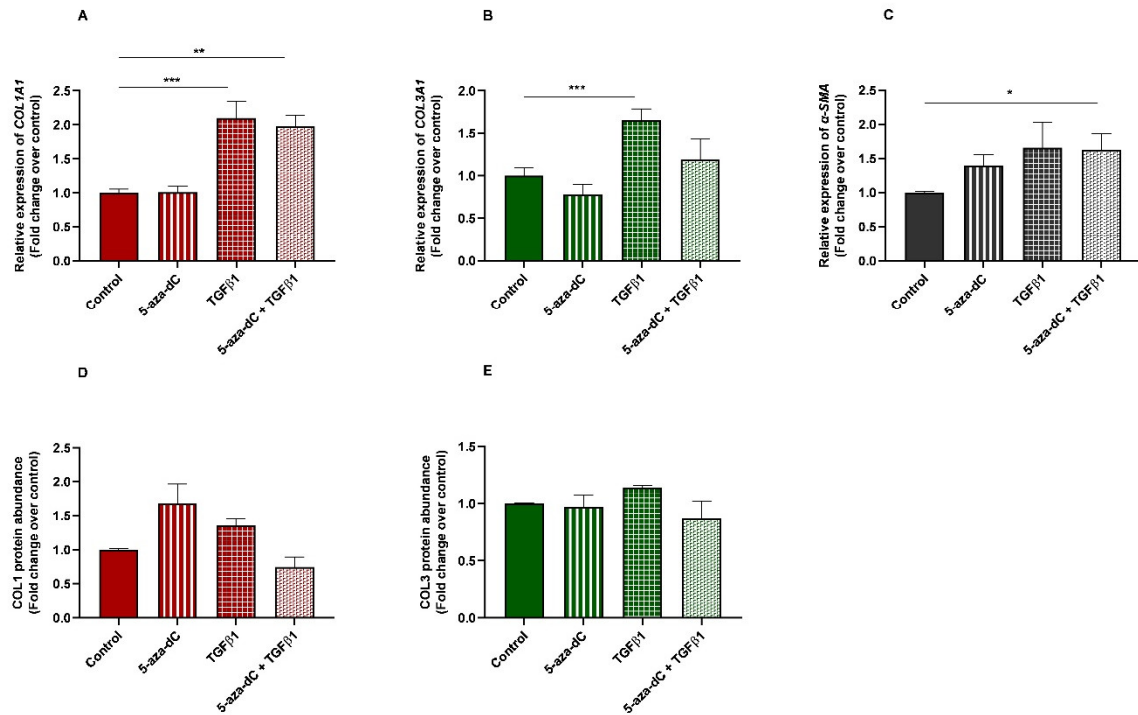 A
Relative expression of COL1A1
(Fold change over control)
2.5
2.0
1.5
1.0
0.5
0.0
**
***
Control
5-aza-dC
TGFβ1
5-aza-dC + TGFβ1
B
Relative expression of COL3A1
(Fold change over control)
2.5
2.0
1.5
1.0
0.5
0.0
***
Control
5-aza-dC
TGFβ1
5-aza-dC + TGFβ1
C
Relative expression of α-SMA
(Fold change over control)
2.5
2.0
1.5
1.0
0.5
0.0
*
Control
5-aza-dC
TGFβ1
5-aza-dC + TGFβ1
D
COL1 protein abundance
(Fold change over control)
2.5
2.0
1.5
1.0
0.5
0.0
Control
5-aza-dC
TGFβ1
5-aza-dC + TGFβ1
E
COL3 protein abundance
(Fold change over control)
1.5
1.0
0.5
0.0
Control
5-aza-dC
TGFβ1
5-aza-dC + TGFβ1